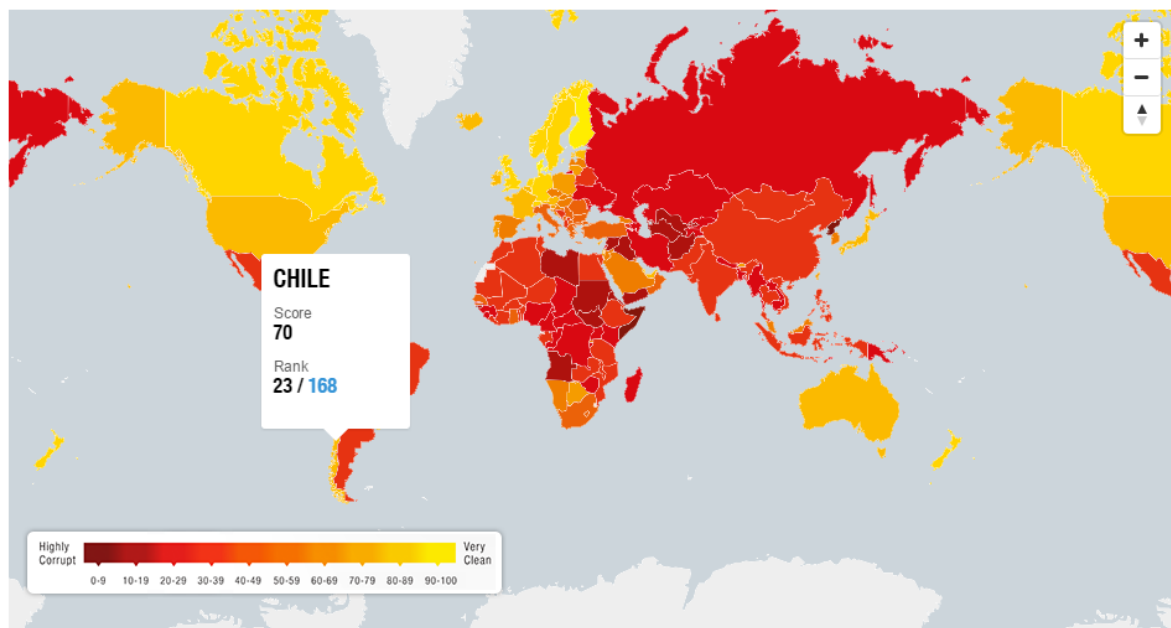 +
−
CHILE
Score
70
Rank
23 / 168
Highly Corrupt
Very Clean
0-9 10-19 20-29 30-39 40-49 50-59 60-69 70-79 80-89 90-100